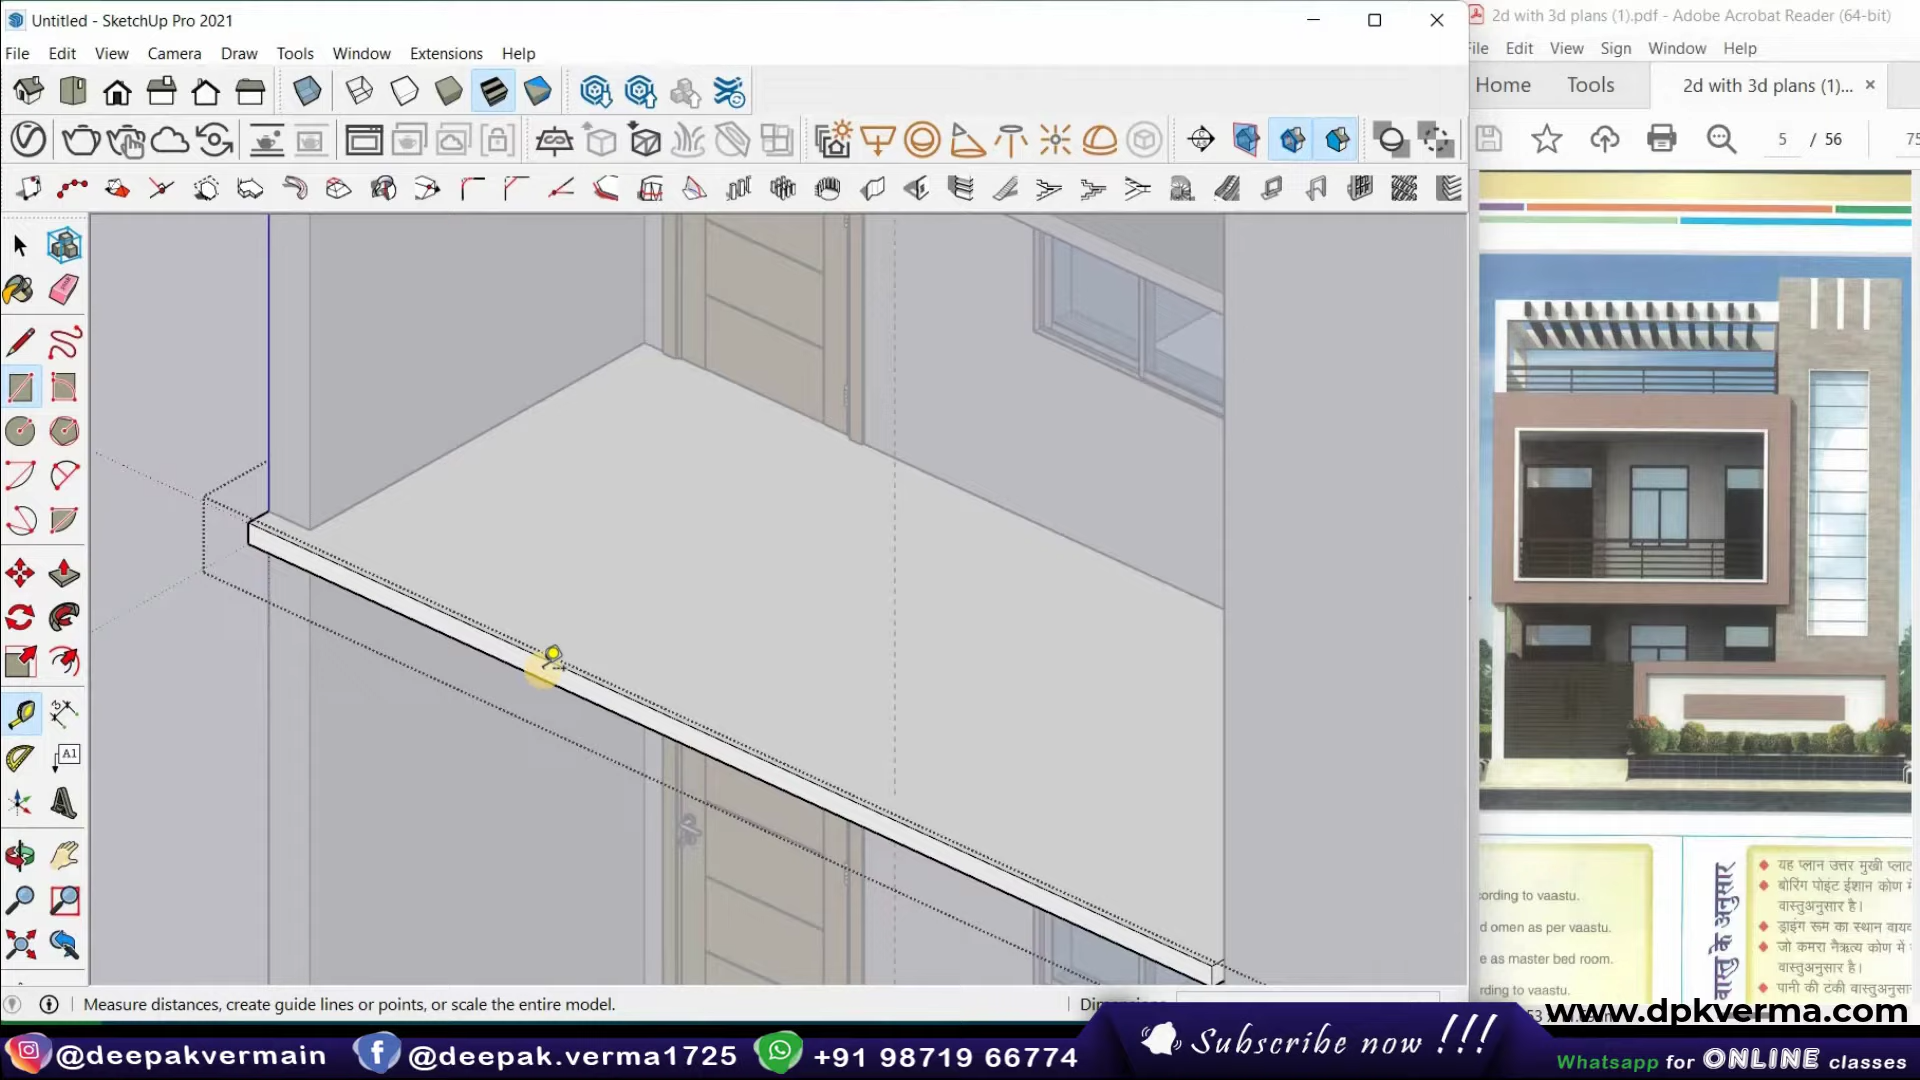 Untitled - SketchUp Pro 2021
File Edit View Camera Draw Tools Window Extensions Help
2d with 3d plans (1).pdf - Adobe Acrobat Reader (64-bit)
File Edit View Sign Window Help
Home Tools 2d with 3d plans (1)... ×
5 / 56 75
A1
Measure distances, create guide lines or points, or scale the entire model.
cording to vaastu.
d omen as per vaastu.
e as master bed room.
rding to vaastu.
वास्तु के अनुसार
यह प्लान उत्तर मुखी प्लाट
बोरिंग पोइंट ईशान कोण में
वास्तुअनुसार है।
ड्राइंग रूम का स्थान वायव
जो कमरा नैऋत्य कोण में
वास्तुअनुसार है।
पानी की टंकी वास्तुअनुसार
www.dpkverma.com
@deepakvermain @deepak.verma1725 +91 98719 66774
Subscribe now !!!
Whatsapp for ONLINE classes